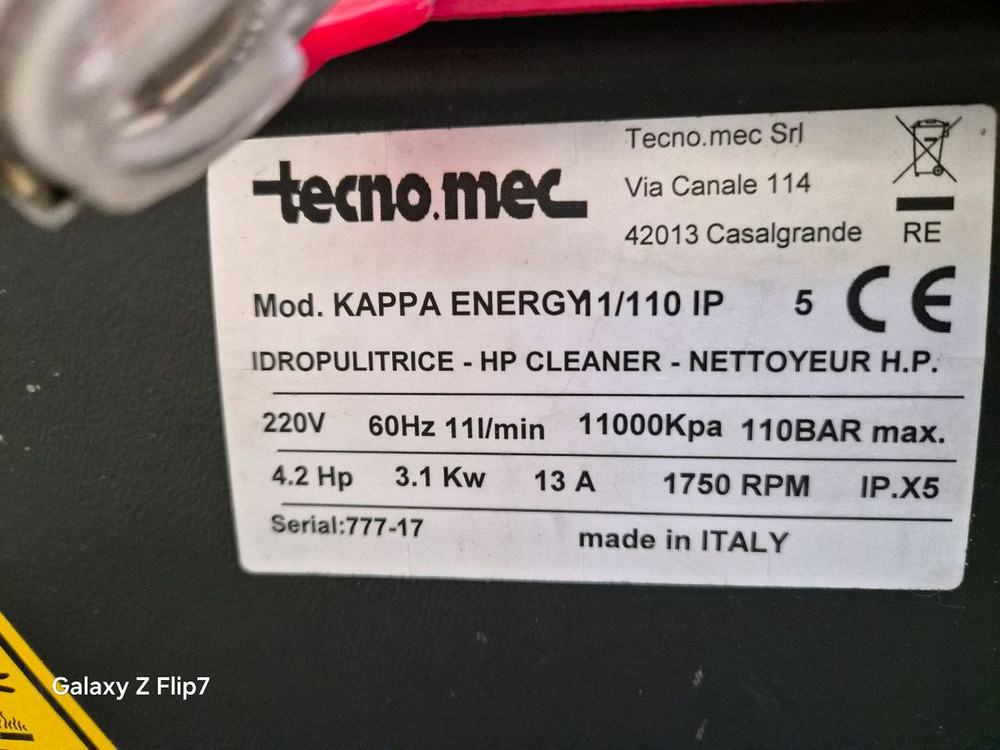 tecno.mec
Tecno.mec Srl
Via Canale 114
42013 Casalgrande
RE
Mod. KAPPA ENERGY11/110 IP 5 CE
IDROPULITRICE - HP CLEANER - NETTOYEUR H.P.
220V 60Hz 11l/min 11000Kpa 110BAR max.
4.2 Hp 3.1 Kw 13 A 1750 RPM IP.X5
Serial:777-17 made in ITALY
Galaxy Z Flip7